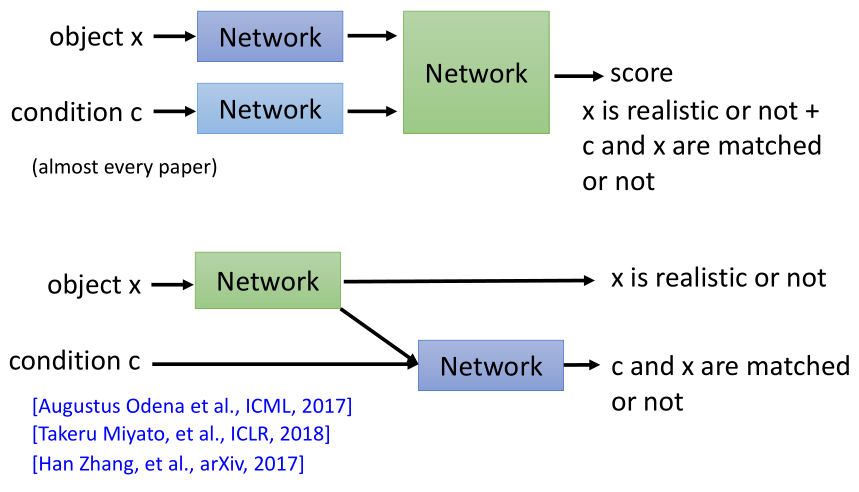 object x
Network
Network
score
condition c
Network
x is realistic or not +
c and x are matched
or not
(almost every paper)
object x
Network
x is realistic or not
condition c
Network
c and x are matched
or not
[Augustus Odena et al., ICML, 2017]
[Takeru Miyato, et al., ICLR, 2018]
[Han Zhang, et al., arXiv, 2017]